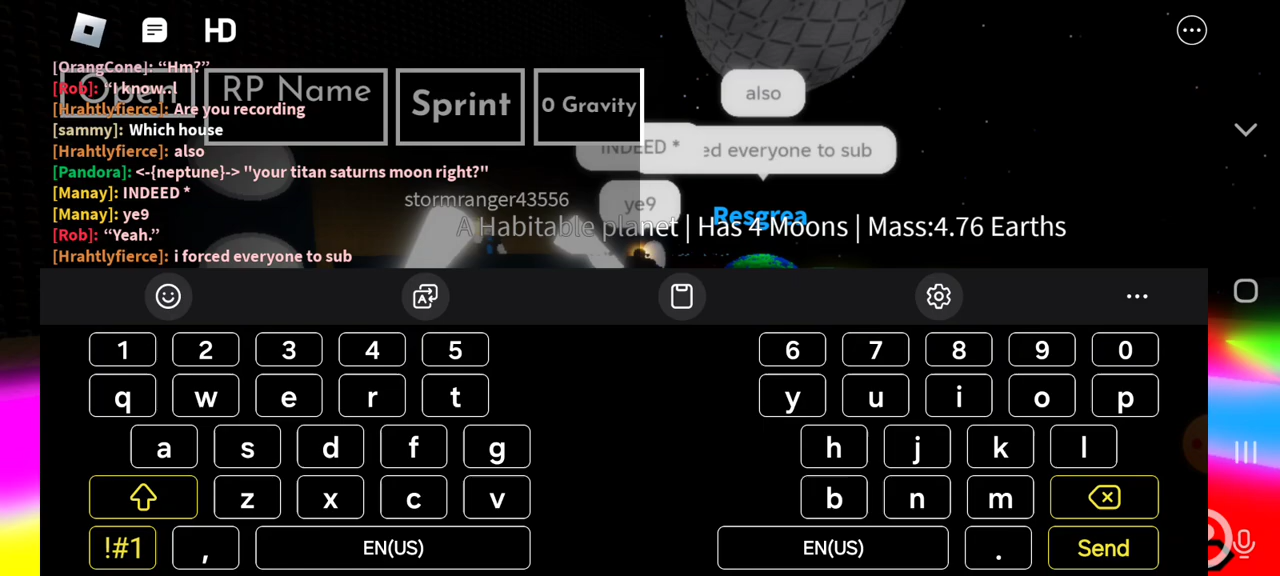 HD
[OrangCone]: “Hm?”
[Rob]: “I know..l
[Hrahtlyfierce]: Are you recording
[sammy]: Which house
[Hrahtlyfierce]: also
[Pandora]: <-{neptune}-> "your titan saturns moon right?"
[Manay]: INDEED *
[Manay]: ye9
[Rob]: “Yeah.”
[Hrahtlyfierce]: i forced everyone to sub
Open
RP Name
Sprint
0 Gravity
also
INDEED *
ed everyone to sub
ye9
stormranger43556
Resgrea
A Habitable planet | Has 4 Moons | Mass:4.76 Earths
1 2 3 4 5 6 7 8 9 0
q w e r t y u i o p
a s d f g h j k l
z x c v b n m
!#1 , EN(US) EN(US) . Send